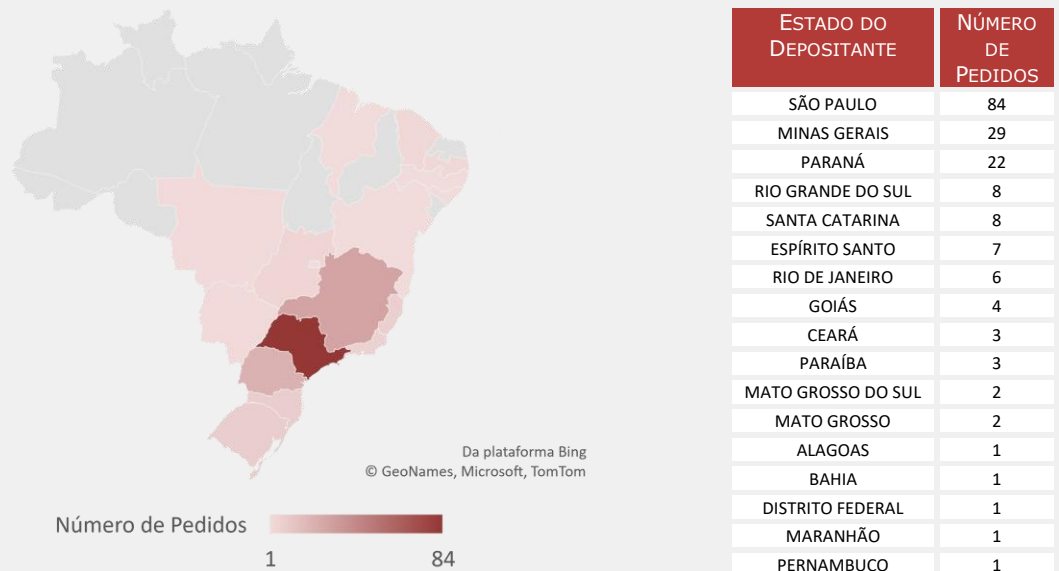 Da plataforma Bing
© GeoNames, Microsoft, TomTom
Número de Pedidos
1 84
ESTADO DO DEPOSITANTE NÚMERO DE PEDIDOS
SÃO PAULO 84
MINAS GERAIS 29
PARANÁ 22
RIO GRANDE DO SUL 8
SANTA CATARINA 8
ESPÍRITO SANTO 7
RIO DE JANEIRO 6
GOIÁS 4
CEARÁ 3
PARAÍBA 3
MATO GROSSO DO SUL 2
MATO GROSSO 2
ALAGOAS 1
BAHIA 1
DISTRITO FEDERAL 1
MARANHÃO 1
PERNAMBUCO 1